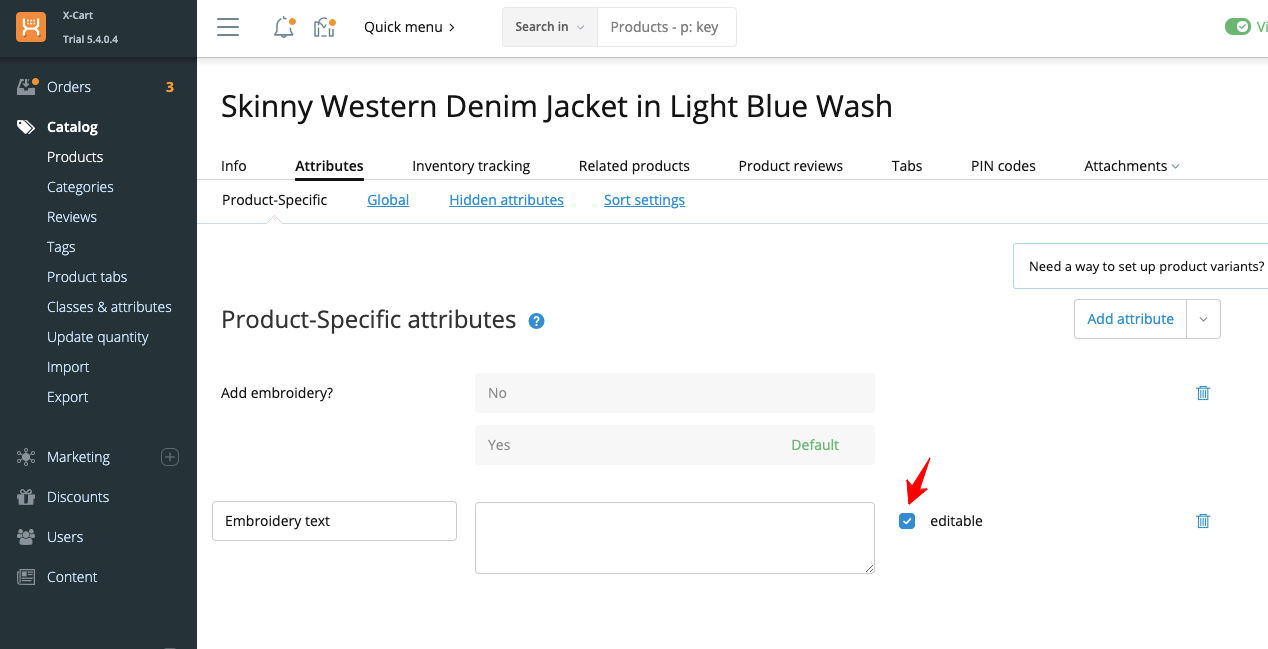 X-Cart
Trial 5.4.0.4
Quick menu
Search in
Products - p: key
Orders 3
Catalog
Products
Categories
Reviews
Tags
Product tabs
Classes & attributes
Update quantity
Import
Export
Marketing
Discounts
Users
Content
Skinny Western Denim Jacket in Light Blue Wash
Info Attributes Inventory tracking Related products Product reviews Tabs PIN codes Attachments
Product-Specific Global Hidden attributes Sort settings
Need a way to set up product variants?
Product-Specific attributes ?
Add attribute
Add embroidery? No
Yes Default
Embroidery text editable